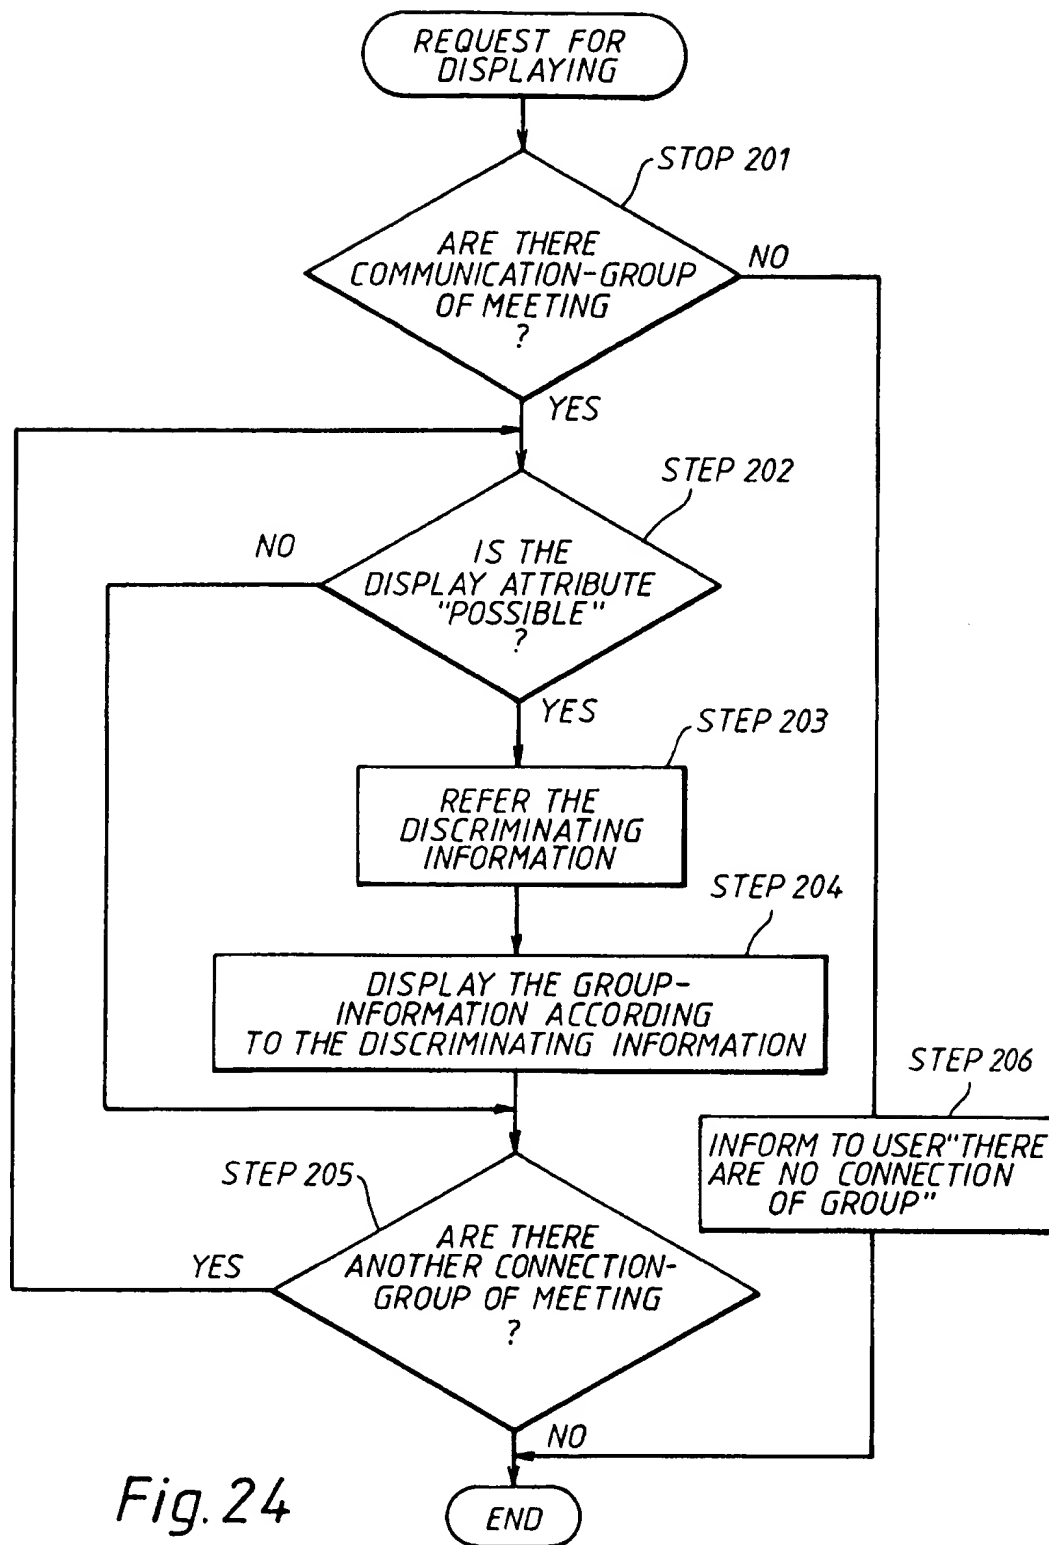 REQUEST FOR
DISPLAYING
STOP 201
ARE THERE
COMMUNICATION-GROUP
OF MEETING
?
NO
YES
STEP 202
NO
IS THE
DISPLAY ATTRIBUTE
"POSSIBLE"
?
YES
STEP 203
REFER THE
DISCRIMINATING
INFORMATION
STEP 204
DISPLAY THE GROUP-
INFORMATION ACCORDING
TO THE DISCRIMINATING INFORMATION
STEP 206
INFORM TO USER "THERE
ARE NO CONNECTION
OF GROUP"
STEP 205
YES
ARE THERE
ANOTHER CONNECTION-
GROUP OF MEETING
?
NO
END
Fig. 24